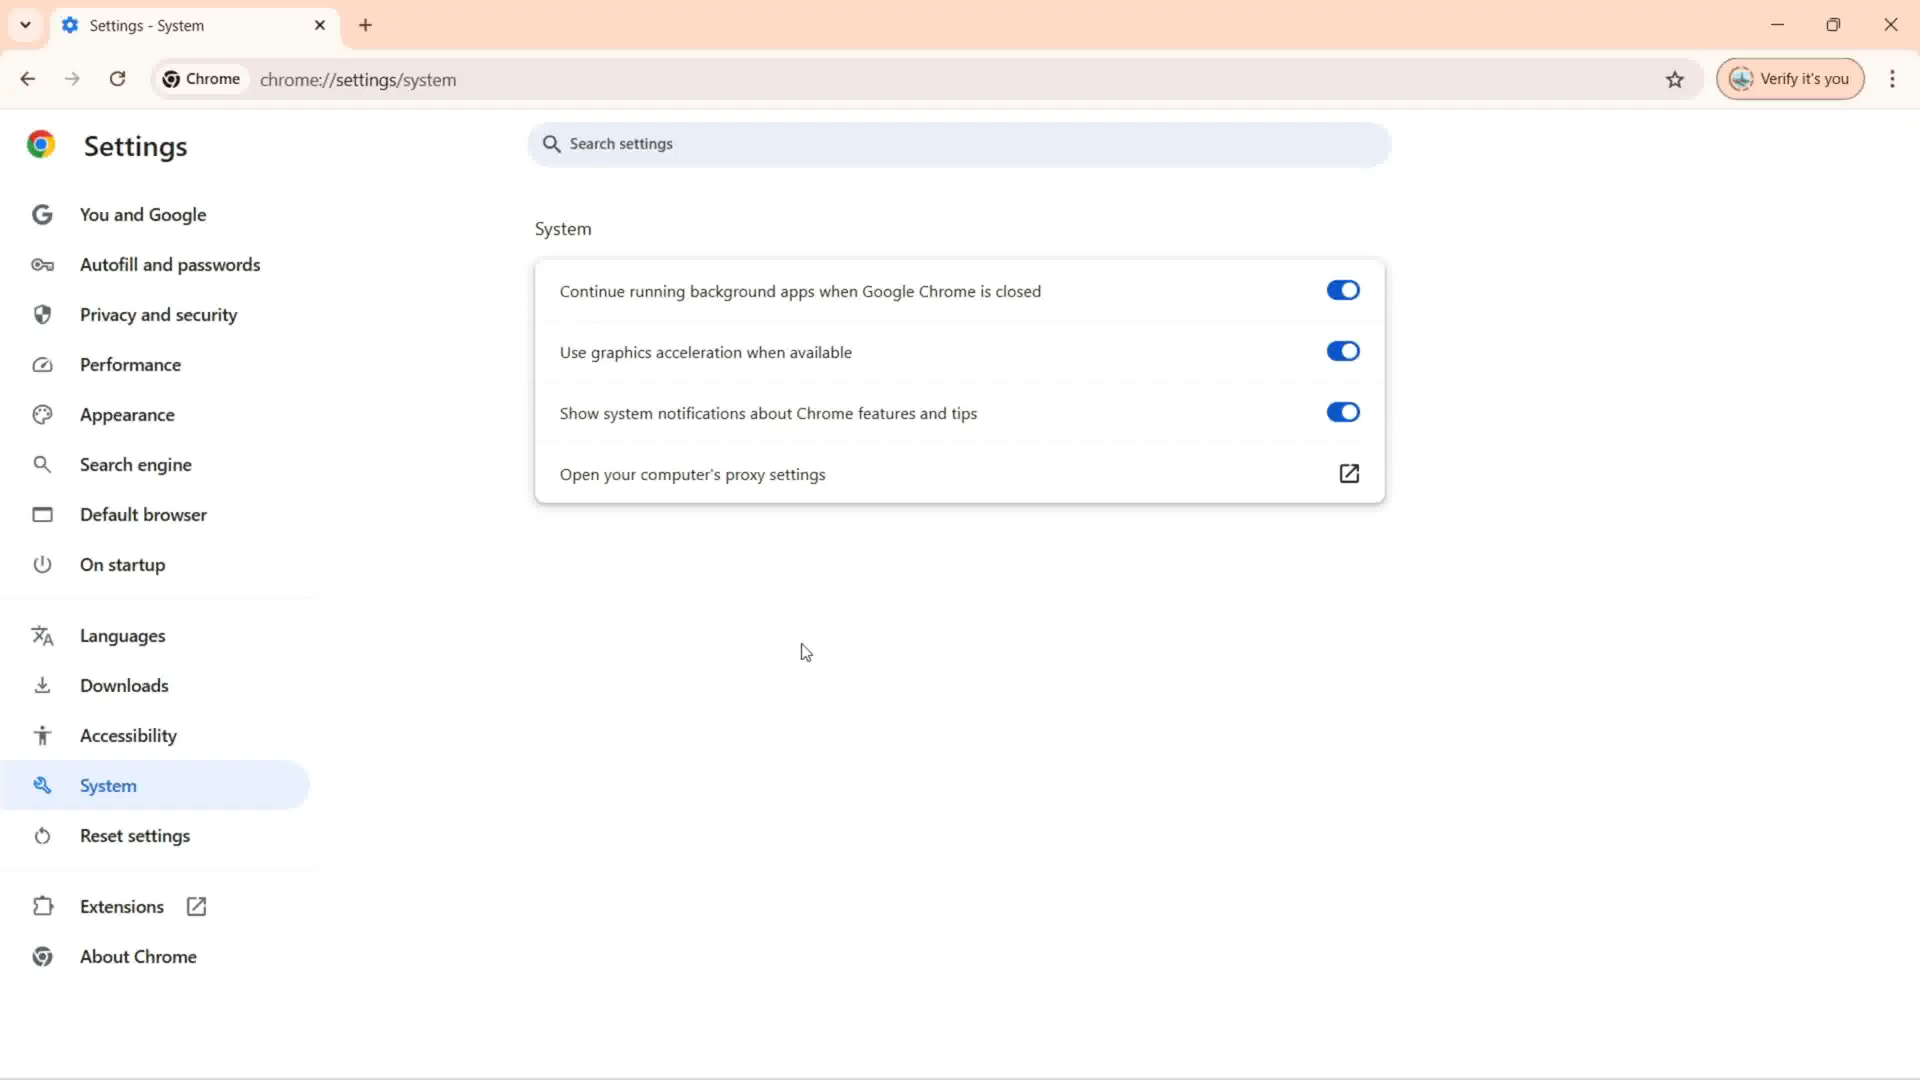 Settings - System
Chrome
chrome://settings/system
Verify it's you
Settings
Search settings
You and Google
Autofill and passwords
Privacy and security
Performance
Appearance
Search engine
Default browser
On startup
Languages
Downloads
Accessibility
System
Reset settings
Extensions
About Chrome
System
Continue running background apps when Google Chrome is closed
Use graphics acceleration when available
Show system notifications about Chrome features and tips
Open your computer's proxy settings